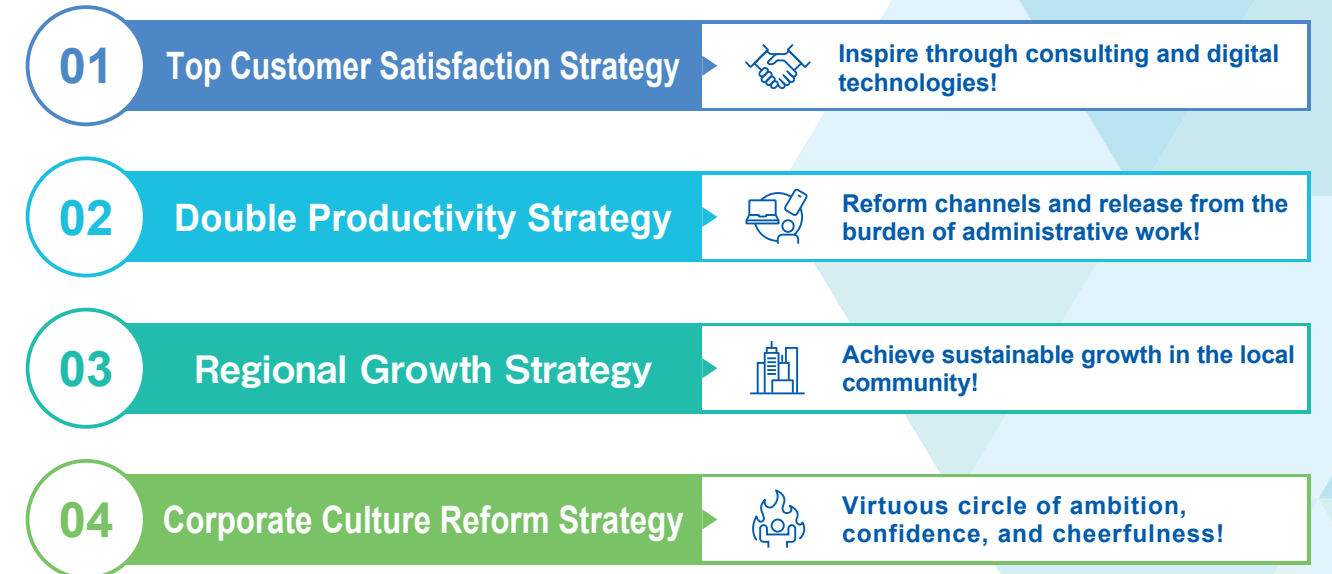 01
Top Customer Satisfaction Strategy
Inspire through consulting and digital
technologies!
02
Double Productivity Strategy
Reform channels and release from the
burden of administrative work!
03
Regional Growth Strategy
Achieve sustainable growth in the local
community!
04
Corporate Culture Reform Strategy
Virtuous circle of ambition,
confidence, and cheerfulness!